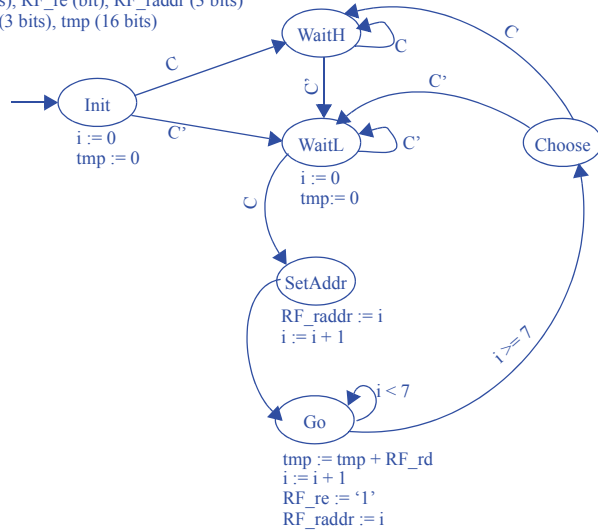 RF_re (bit), RF_raddr (3 bits)
(3 bits), tmp (16 bits)
WaitH
C
C
C
C'
Init
i := 0
tmp := 0
C'
WaitL
i := 0
tmp:= 0
C'
C'
Choose
C
SetAddr
RF_raddr := i
i := i + 1
i >= 7
i < 7
Go
tmp := tmp + RF_rd
i := i + 1
RF_re := ‘1’
RF_raddr := i